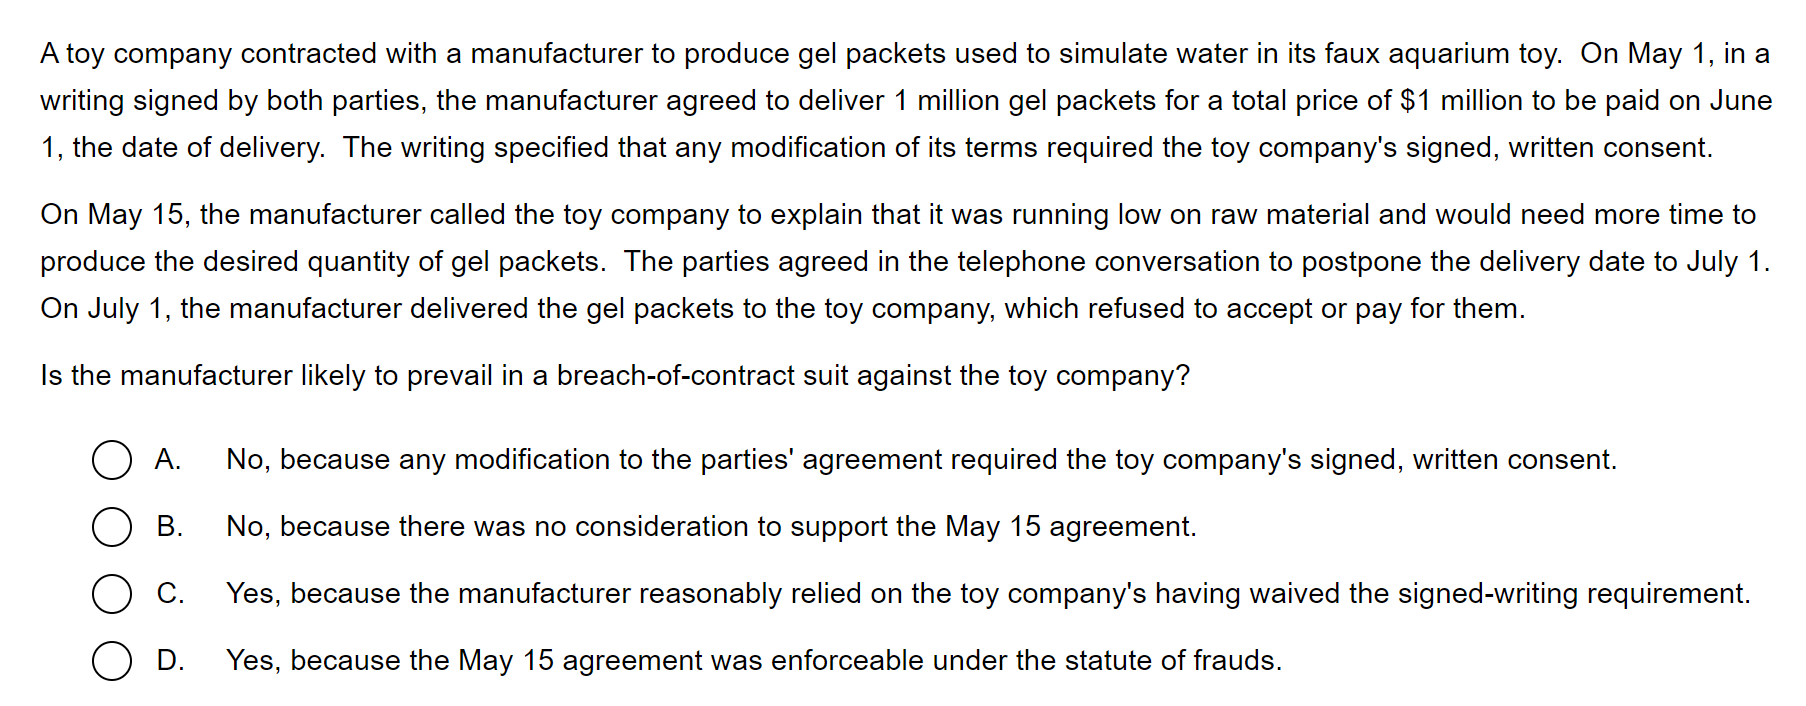 A toy company contracted with a manufacturer to produce gel packets used to simulate water in its faux aquarium toy.  On May 1, in a
writing signed by both parties, the manufacturer agreed to deliver 1 million gel packets for a total price of $1 million to be paid on June
1, the date of delivery.  The writing specified that any modification of its terms required the toy company's signed, written consent.
On May 15, the manufacturer called the toy company to explain that it was running low on raw material and would need more time to
produce the desired quantity of gel packets.  The parties agreed in the telephone conversation to postpone the delivery date to July 1.
On July 1, the manufacturer delivered the gel packets to the toy company, which refused to accept or pay for them.
Is the manufacturer likely to prevail in a breach-of-contract suit against the toy company?
A. No, because any modification to the parties' agreement required the toy company's signed, written consent.
B. No, because there was no consideration to support the May 15 agreement.
C. Yes, because the manufacturer reasonably relied on the toy company's having waived the signed-writing requirement.
D. Yes, because the May 15 agreement was enforceable under the statute of frauds.